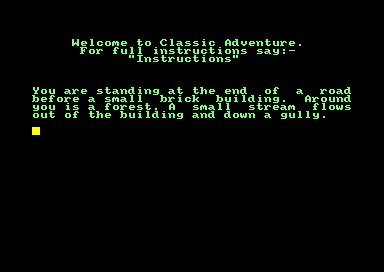 Welcome to Classic Adventure.
For full instructions say:-
"Instructions"
You are standing at the end of a road
before a small brick building. Around
you is a forest. A small stream flows
out of the building and down a gully.